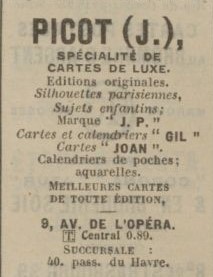 PICOT (J.),
SPÉCIALITÉ DE
CARTES DE LUXE.
Editions originales.
Silhouettes parisiennes,
Sujets enfantins;
Marque " J. P. "
Cartes et calendriers " GIL "
Cartes " JOAN ".
Calendriers de poches;
aquarelles.
MEILLEURES CARTES
DE TOUTE ÉDITION,
9, AV. DE L'OPÉRA.
T Central 0.89.
SUCCURSALE :
40. pass. du Havre.